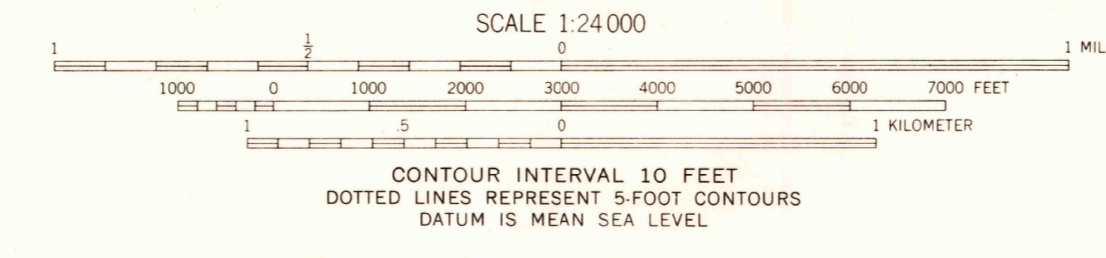 SCALE 1:24 000
1 ½ 0 1 MIL
1000 0 1000 2000 3000 4000 5000 6000 7000 FEET
1 .5 0 1 KILOMETER
CONTOUR INTERVAL 10 FEET
DOTTED LINES REPRESENT 5-FOOT CONTOURS
DATUM IS MEAN SEA LEVEL